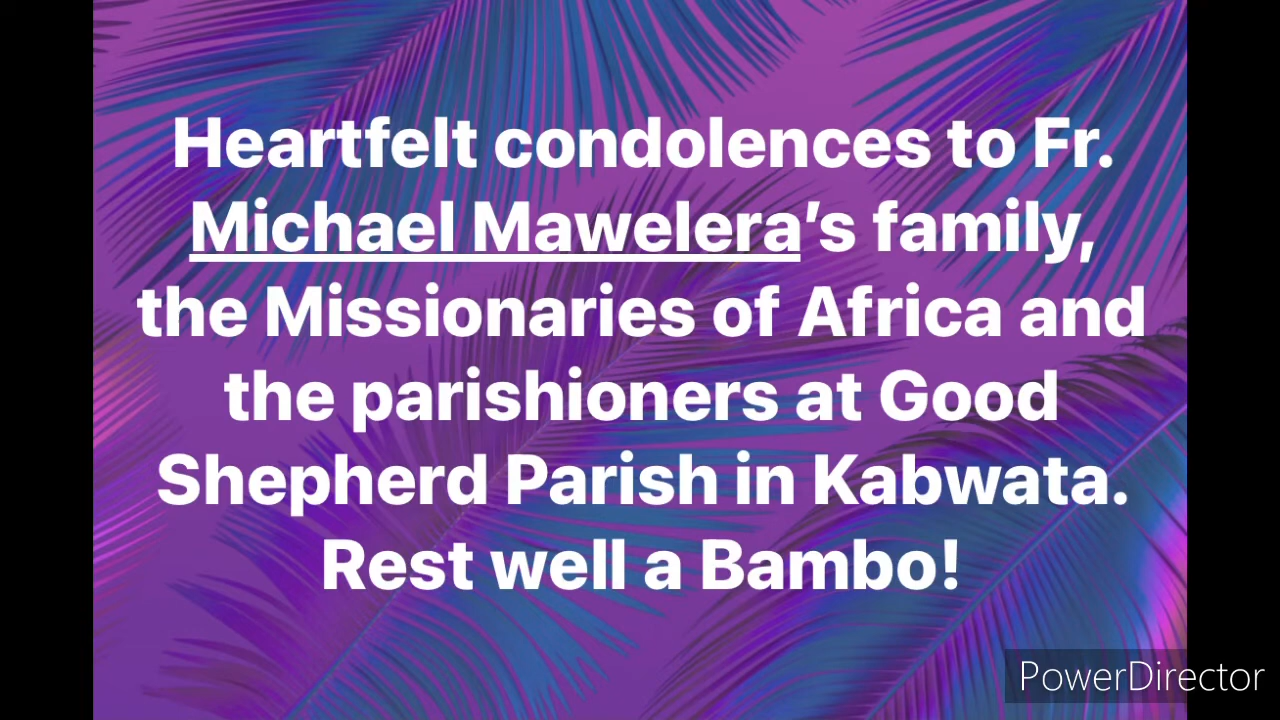 Heartfelt condolences to Fr.
Michael Mawelera’s family,
the Missionaries of Africa and
the parishioners at Good
Shepherd Parish in Kabwata.
Rest well a Bambo!
PowerDirector